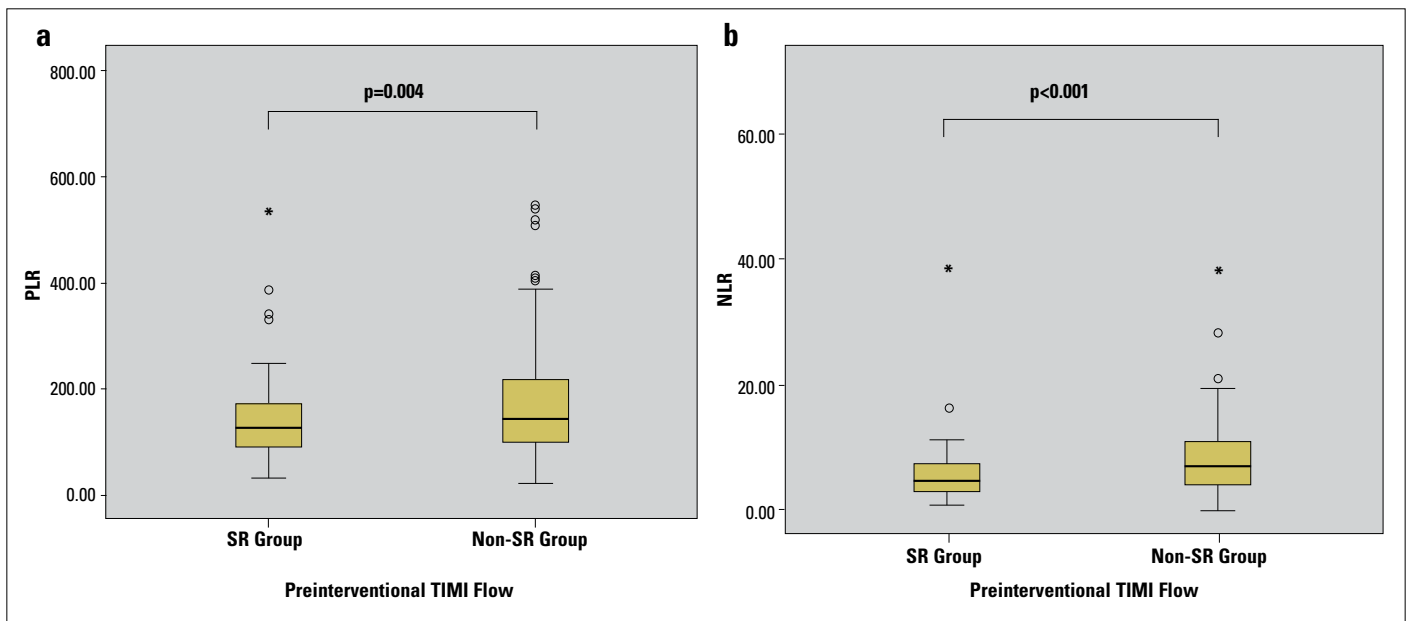 a
800.00
600.00
400.00
200.00
0.00
PLR
p=0.004
*
SR Group
Non-SR Group
Preinterventional TIMI Flow
b
60.00
40.00
20.00
0.00
NLR
p<0.001
*
*
SR Group
Non-SR Group
Preinterventional TIMI Flow